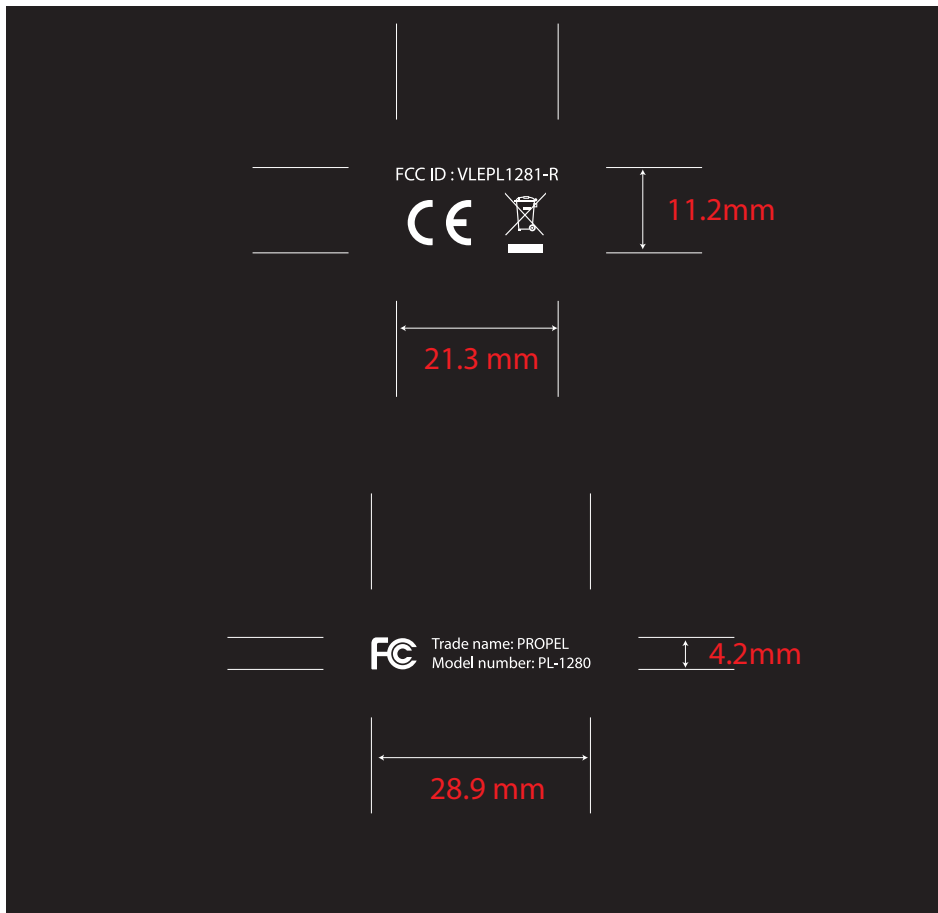 FCC ID : VLEPL1281-R
CE
11.2mm
21.3 mm
FC
Trade name: PROPEL
Model number: PL-1280
4.2mm
28.9 mm